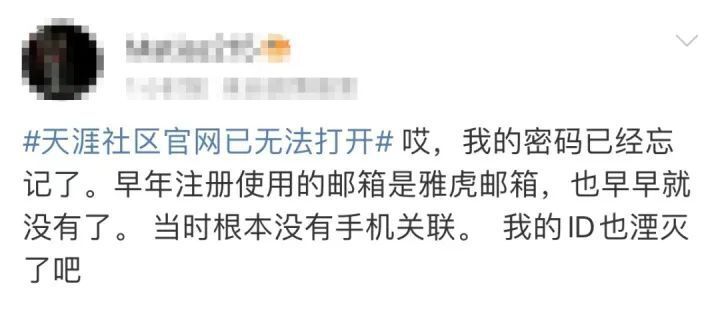 #天涯社区官网已无法打开# 哎，我的密码已经忘
记了。早年注册使用的邮箱是雅虎邮箱，也早早就
没有了。 当时根本没有手机关联。 我的ID也湮灭
了吧